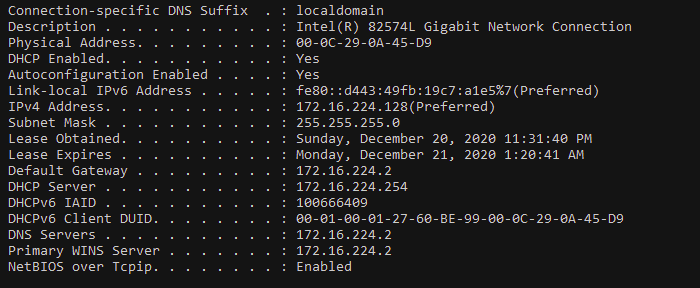 Connection-specific DNS Suffix  . : localdomain
Description . . . . . . . . . . . : Intel(R) 82574L Gigabit Network Connection
Physical Address. . . . . . . . . : 00-0C-29-0A-45-D9
DHCP Enabled. . . . . . . . . . . : Yes
Autoconfiguration Enabled . . . . : Yes
Link-local IPv6 Address . . . . . : fe80::d443:49fb:19c7:a1e5%7(Preferred)
IPv4 Address. . . . . . . . . . . : 172.16.224.128(Preferred)
Subnet Mask . . . . . . . . . . . : 255.255.255.0
Lease Obtained. . . . . . . . . . : Sunday, December 20, 2020 11:31:40 PM
Lease Expires . . . . . . . . . . : Monday, December 21, 2020 1:20:41 AM
Default Gateway . . . . . . . . . : 172.16.224.2
DHCP Server . . . . . . . . . . . : 172.16.224.254
DHCPv6 IAID . . . . . . . . . . . : 100666409
DHCPv6 Client DUID. . . . . . . . : 00-01-00-01-27-60-BE-99-00-0C-29-0A-45-D9
DNS Servers . . . . . . . . . . . : 172.16.224.2
Primary WINS Server . . . . . . . : 172.16.224.2
NetBIOS over Tcpip. . . . . . . . : Enabled